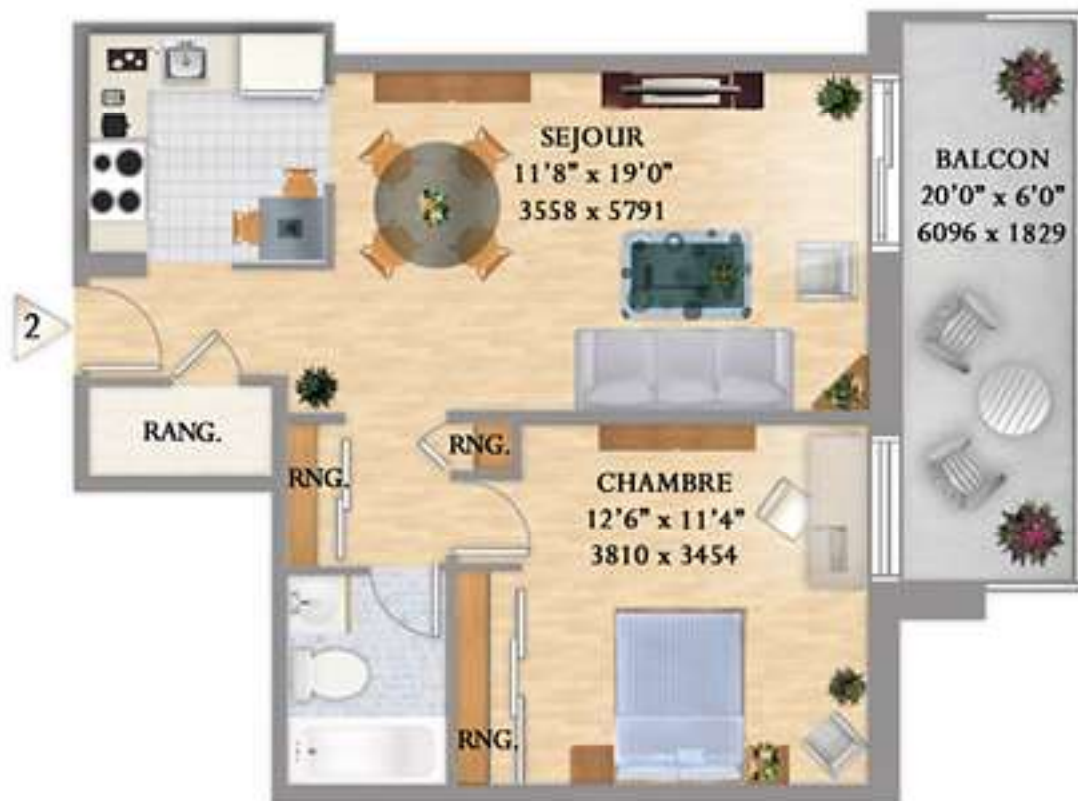 SEJOUR
11'8" x 19'0"
3558 x 5791
BALCON
20'0" x 6'0"
6096 x 1829
2
RANG.
RNG.
RNG.
CHAMBRE
12'6" x 11'4"
3810 x 3454
RNG.